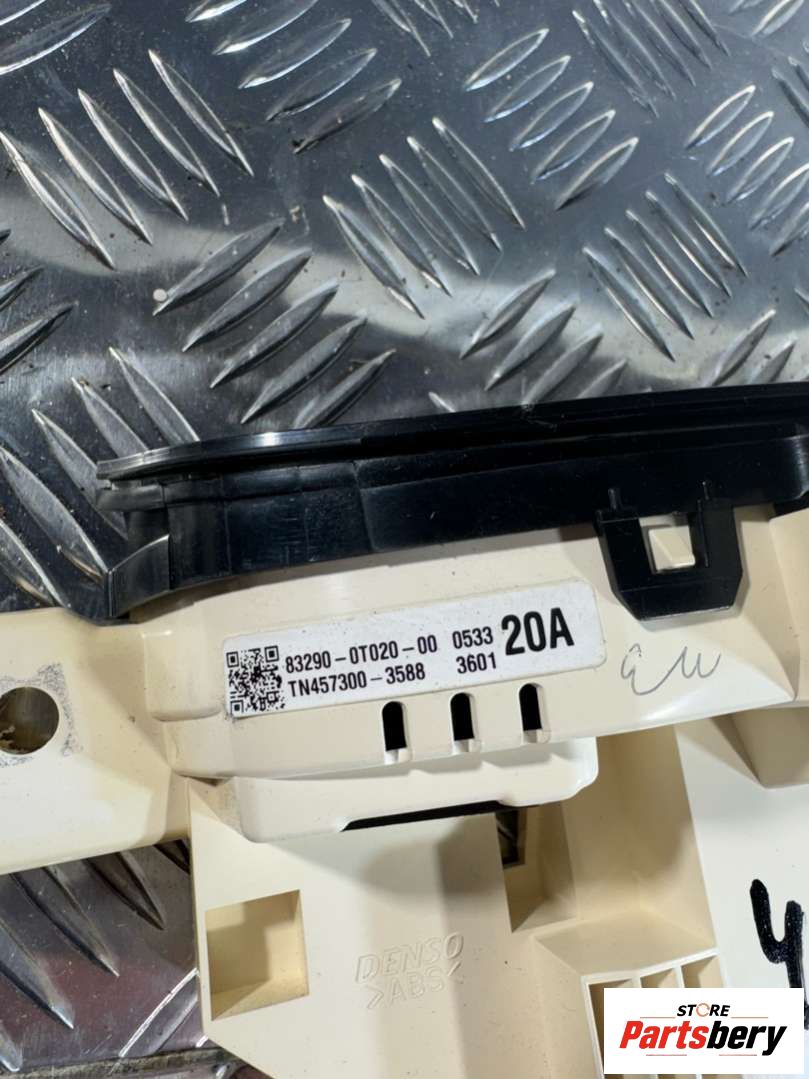 83290-0T020-00 0533 20A
TN457300-3588 3601
DENSO
>ABS<
STORE
Partsbery